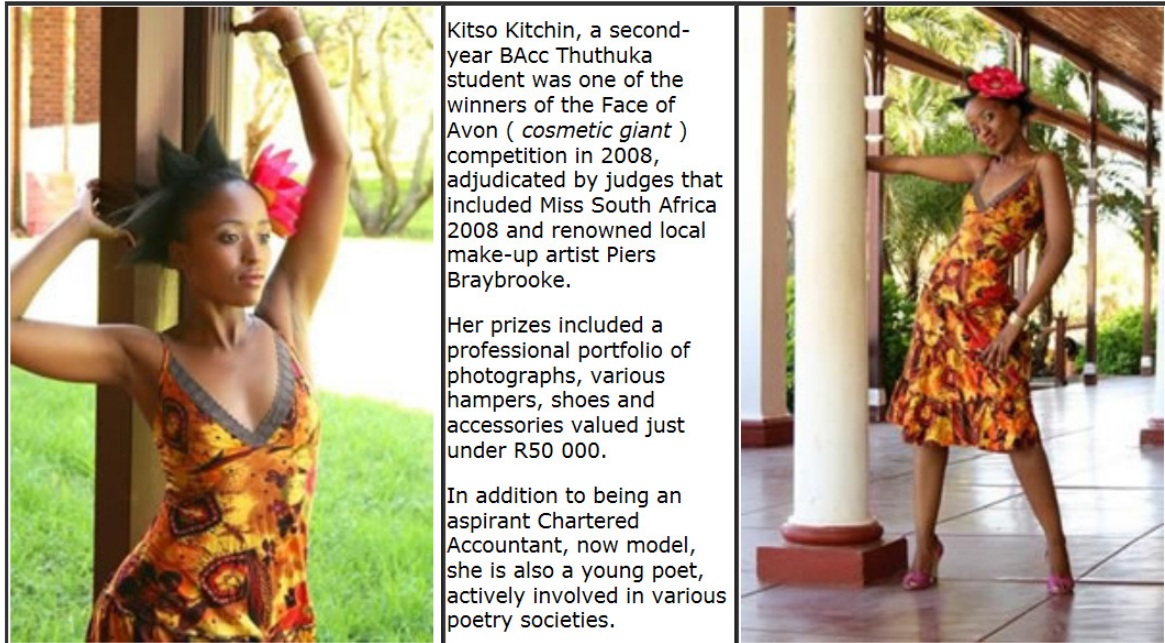 Kitso Kitchin, a second-
year BAcc Thuthuka
student was one of the
winners of the Face of
Avon ( cosmetic giant )
competition in 2008,
adjudicated by judges that
included Miss South Africa
2008 and renowned local
make-up artist Piers
Braybrooke.
Her prizes included a
professional portfolio of
photographs, various
hampers, shoes and
accessories valued just
under R50 000.
In addition to being an
aspirant Chartered
Accountant, now model,
she is also a young poet,
actively involved in various
poetry societies.